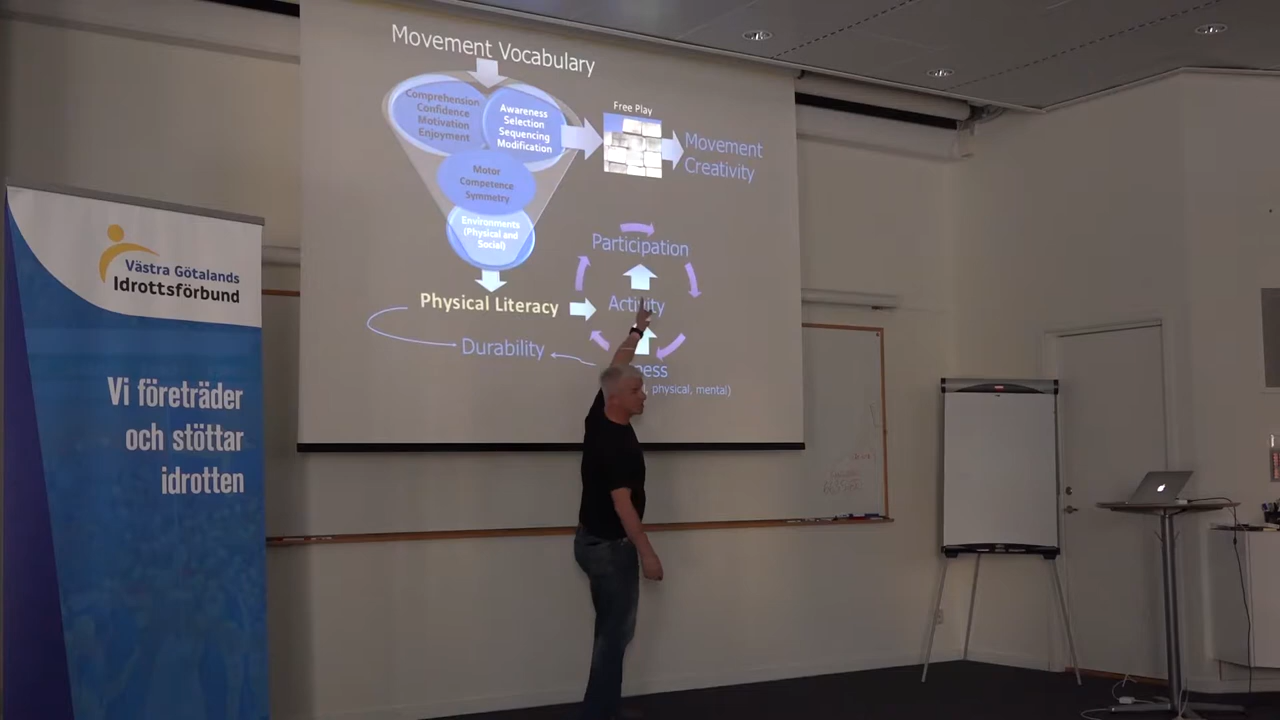 Movement Vocabulary
Comprehension
Confidence
Motivation
Enjoyment
Awareness
Selection
Sequencing
Modification
Motor
Competence
Symmetry
Environments
(Physical and
Social)
Free Play
Movement
Creativity
Participation
Activity
Physical Literacy
Durability
physical, mental)
Västra Götalands
Idrottsförbund
Vi företräder
och stöttar
idrotten